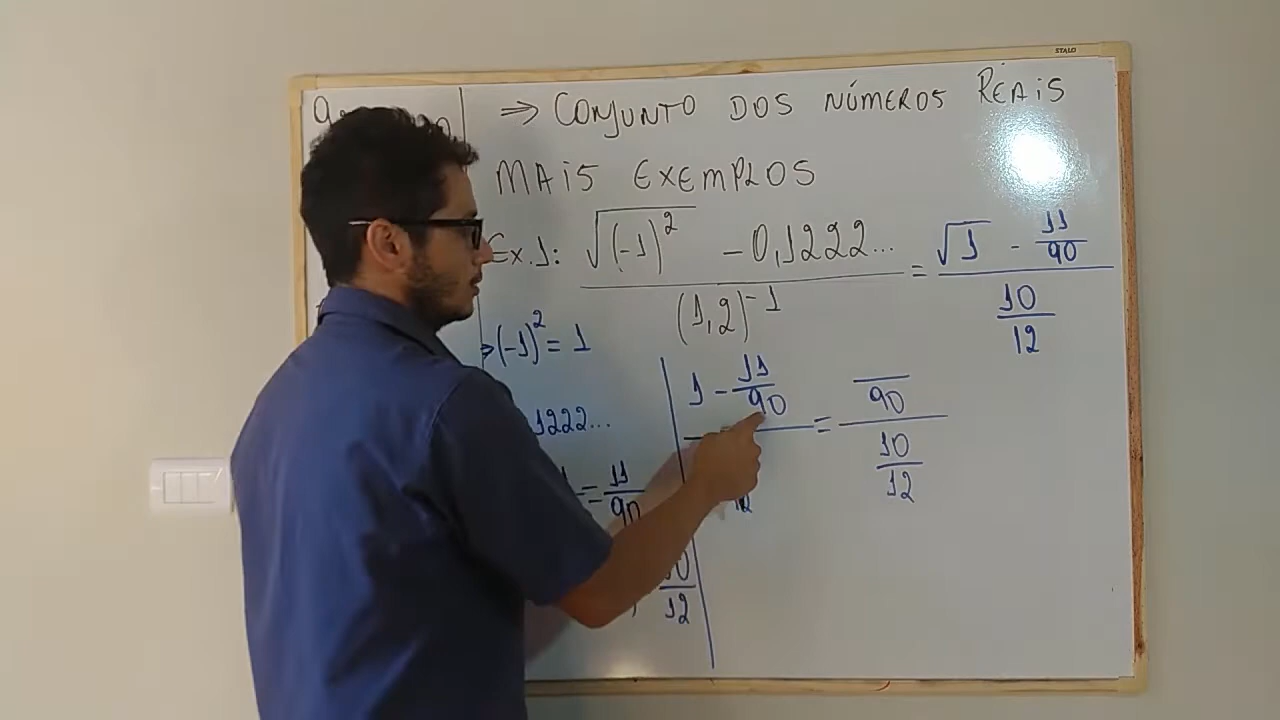 STALO
⇒ CONJUNTO DOS NÚMEROS REAIS
MAIS EXEMPLOS
Ex.1: (√(-1)² - 0,1222...) / (1,2)⁻¹ = (√1 - 11/90) / (10/12)
⇒ (-1)² = 1
1222...
= 11/90
10/12
1 - 11/90 = (/90) / (10/12)
12